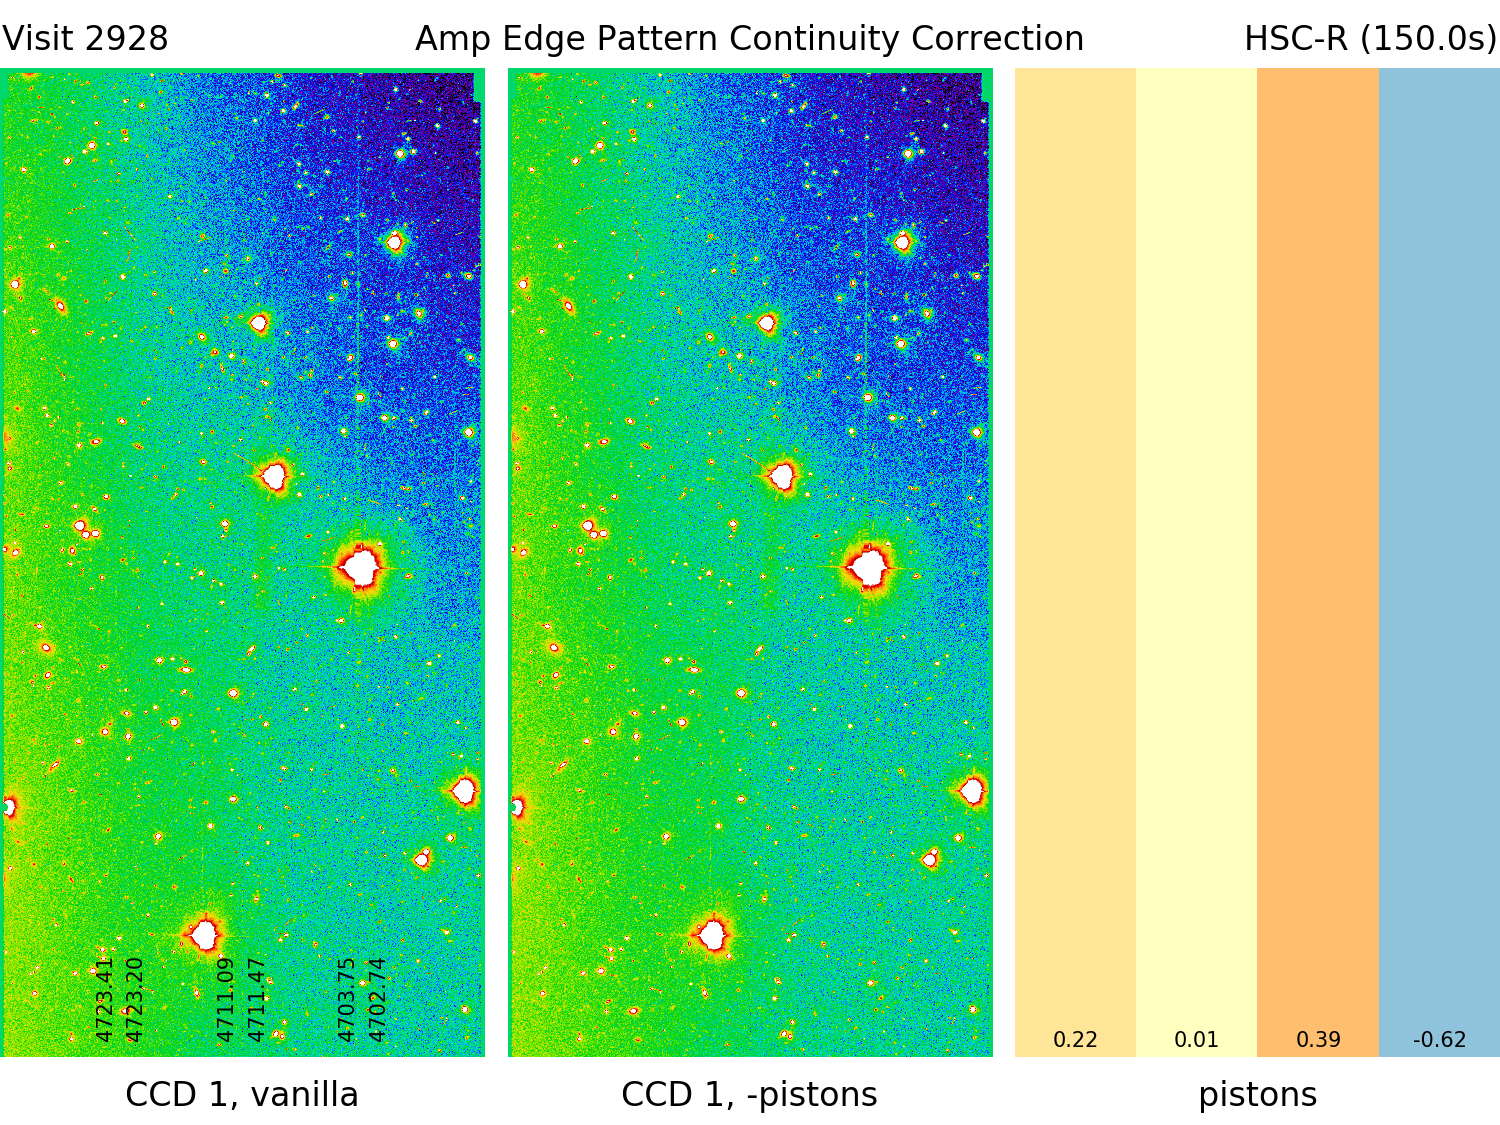 Visit 2928 Amp Edge Pattern Continuity Correction HSC-R (150.0s)
4723.41
4723.20
4711.09
4711.47
4703.75
4702.74
0.22 0.01 0.39 -0.62
CCD 1, vanilla CCD 1, -pistons pistons